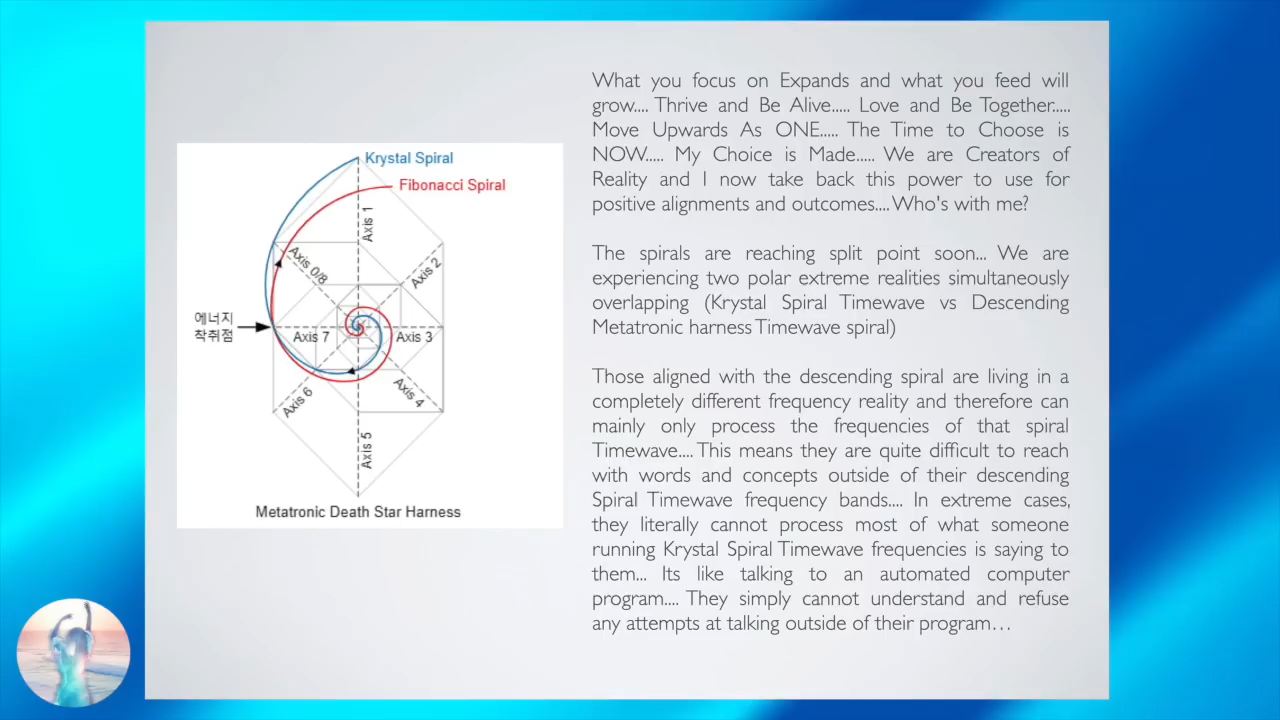 Krystal Spiral
Fibonacci Spiral
Axis 1
Axis 0/8
Axis 2
에너지
착취점
Axis 7
Axis 3
Axis 6
Axis 4
Axis 5
Metatronic Death Star Harness
What you focus on Expands and what you feed will
grow.... Thrive and Be Alive..... Love and Be Together.....
Move Upwards As ONE..... The Time to Choose is
NOW..... My Choice is Made..... We are Creators of
Reality and I now take back this power to use for
positive alignments and outcomes.... Who's with me?
The spirals are reaching split point soon... We are
experiencing two polar extreme realities simultaneously
overlapping (Krystal Spiral Timewave vs Descending
Metatronic harness Timewave spiral)
Those aligned with the descending spiral are living in a
completely different frequency reality and therefore can
mainly only process the frequencies of that spiral
Timewave.... This means they are quite difficult to reach
with words and concepts outside of their descending
Spiral Timewave frequency bands.... In extreme cases,
they literally cannot process most of what someone
running Krystal Spiral Timewave frequencies is saying to
them... Its like talking to an automated computer
program.... They simply cannot understand and refuse
any attempts at talking outside of their program…